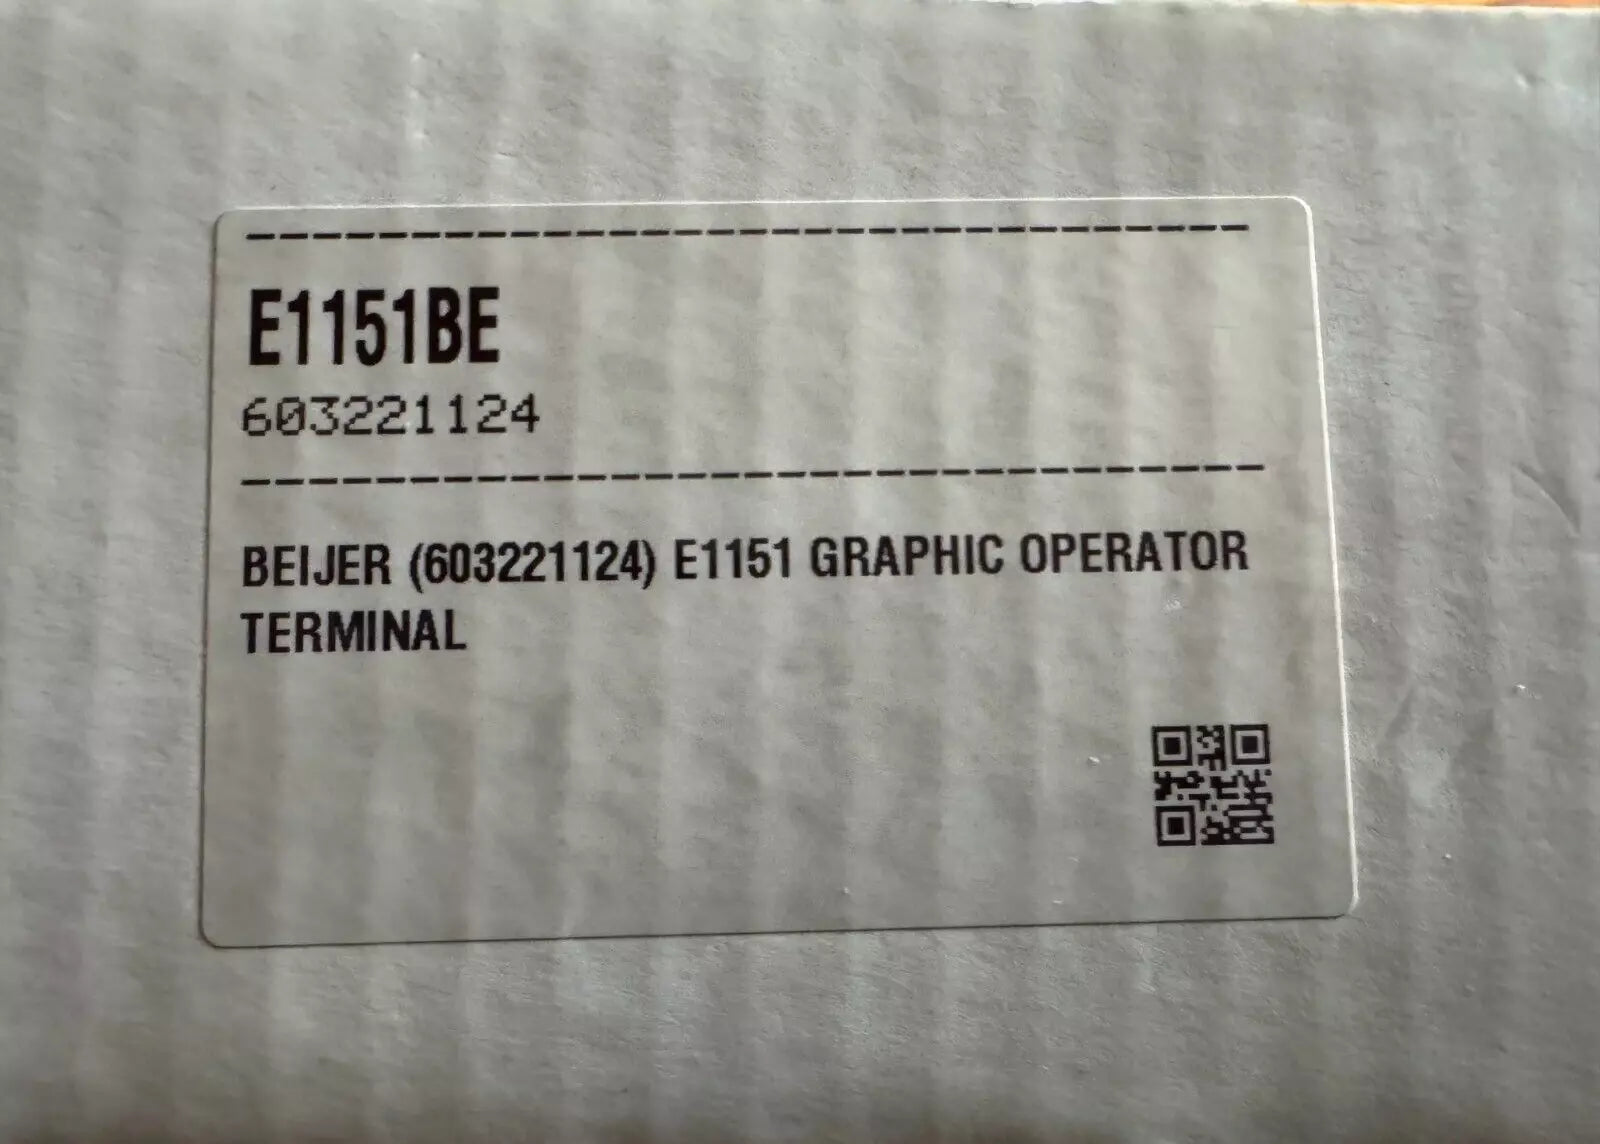 E1151BE
603221124
BEIJER (603221124) E1151 GRAPHIC OPERATOR
TERMINAL